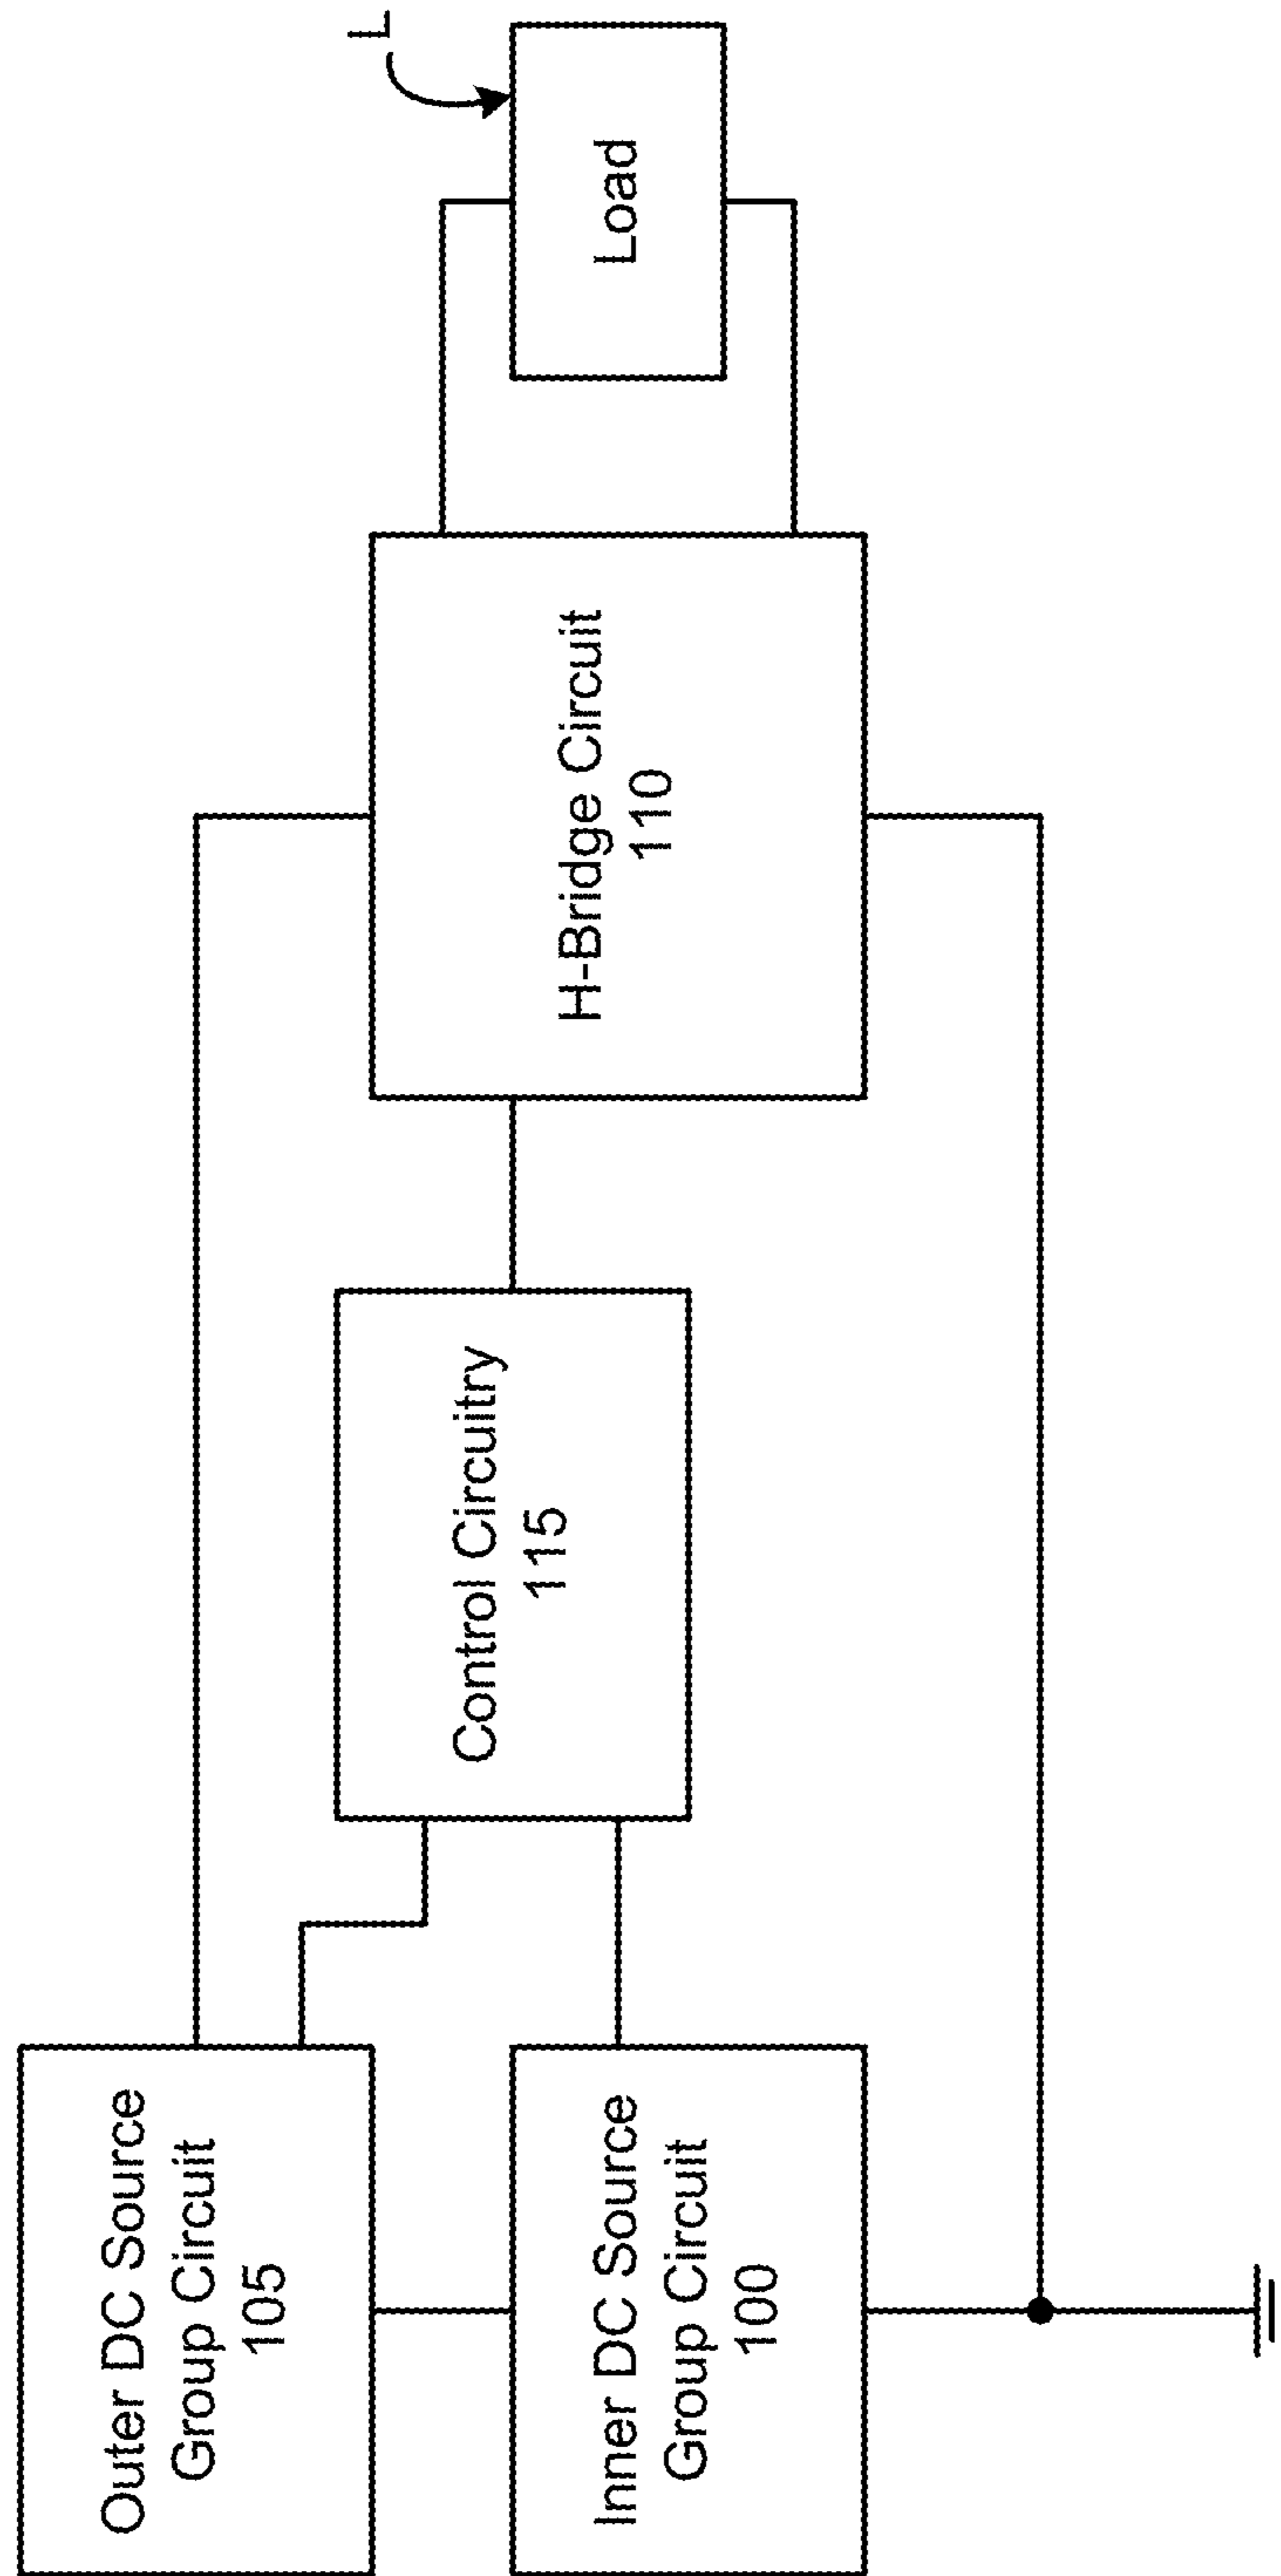 Outer DC Source
Group Circuit
105
Inner DC Source
Group Circuit
100
Control Circuitry
115
H-Bridge Circuit
110
Load
L